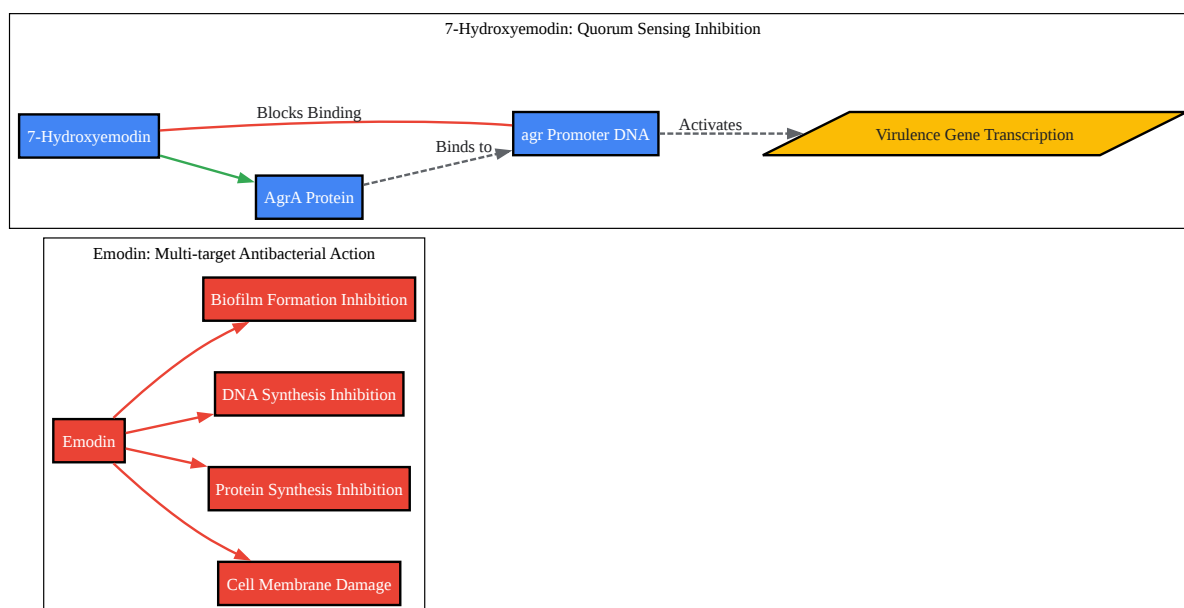 7-Hydroxyemodin: Quorum Sensing Inhibition
7-Hydroxyemodin
Blocks Binding
agr Promoter DNA
Activates
Virulence Gene Transcription
Binds to
AgrA Protein
Emodin: Multi-target Antibacterial Action
Biofilm Formation Inhibition
DNA Synthesis Inhibition
Emodin
Protein Synthesis Inhibition
Cell Membrane Damage